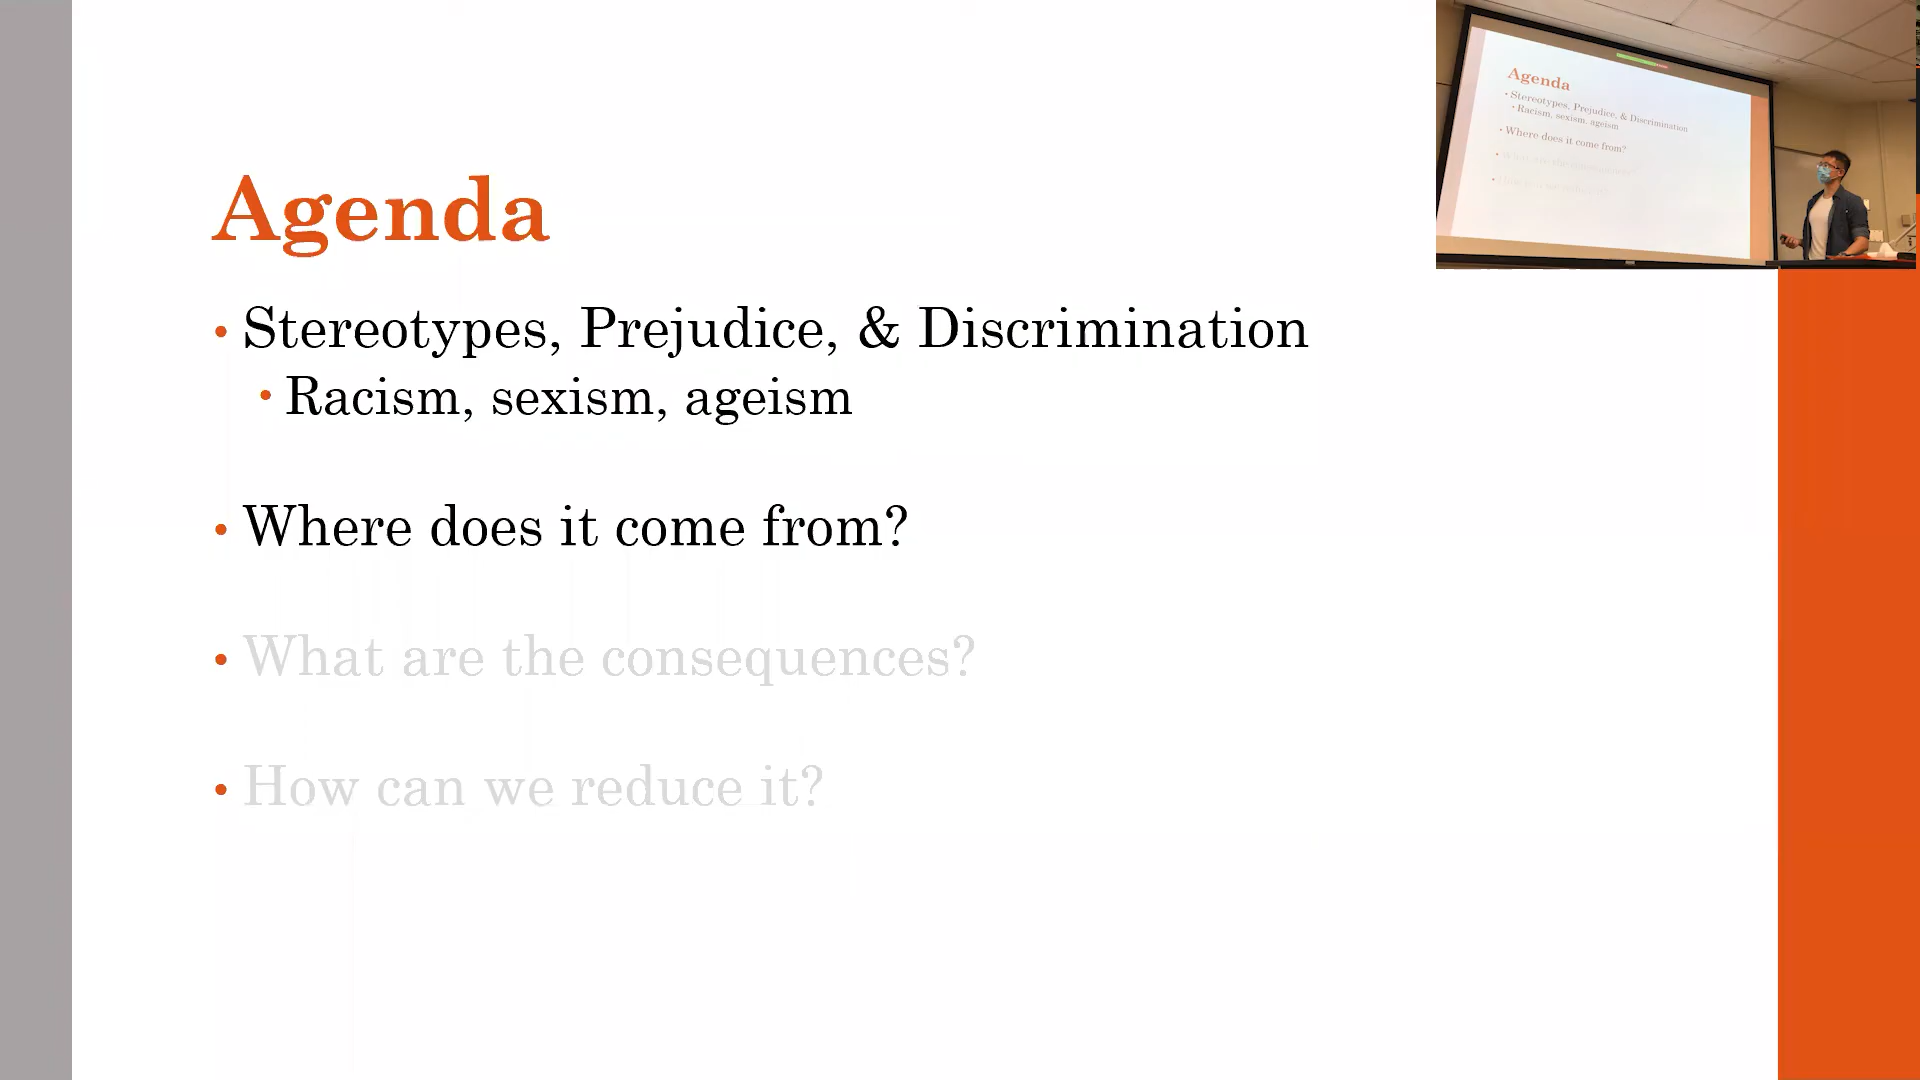 Agenda
• Stereotypes, Prejudice, & Discrimination
• Racism, sexism, ageism
• Where does it come from?
• What are the consequences?
• How can we reduce it?
Agenda
• Stereotypes, Prejudice, & Discrimination
• Racism, sexism, ageism
• Where does it come from?